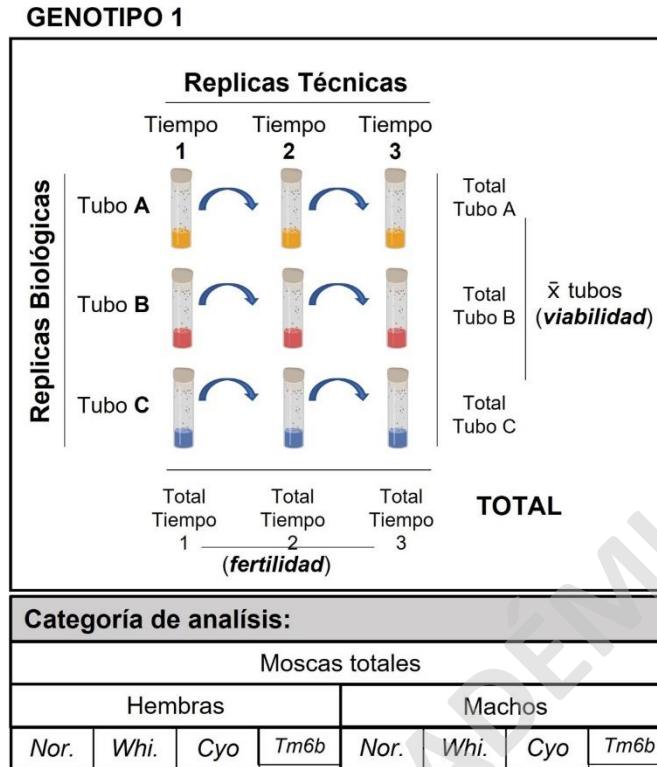 GENOTIPO 1
Replicas Técnicas
Tiempo Tiempo Tiempo
1 2 3
Replicas Biológicas
Tubo A
Total
Tubo A
Tubo B
Total
Tubo B
x̄ tubos
(viabilidad)
Tubo C
Total
Tubo C
Total Total Total
Tiempo Tiempo Tiempo
1 2 3
(fertilidad)
TOTAL
Categoría de analísis:
Moscas totales
Hembras Machos
Nor. Whi. Cyo Tm6b Nor. Whi. Cyo Tm6b